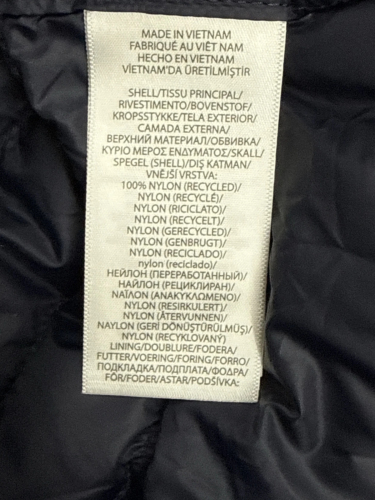 MADE IN VIETNAM
FABRIQUÉ AU VIÊT NAM
HECHO EN VIETNAM
VİETNAM'DA ÜRETİLMİŞTİR
SHELL/TISSU PRINCIPAL/
RIVESTIMENTO/BOVENSTOF/
KROPSSTYKKE/TELA EXTERIOR/
CAMADA EXTERNA/
ВЕРХНИЙ МАТЕРИАЛ/ОБВИВКА/
ΚΥΡΙΟ ΜΕΡΟΣ ΕΝΔΥΜΑΤΟΣ/SKALL/
SPEGEL (SHELL)/DIŞ KATMAN/
VNĚJŠÍ VRSTVA:
100% NYLON (RECYCLED)/
NYLON (RECYCLÉ)/
NYLON (RICICLATO)/
NYLON (RECYCELT)/
NYLON (GERECYCLED)/
NYLON (GENBRUGT)/
NYLON (RECICLADO)/
nylon (reciclado)/
НЕЙЛОН (ПЕРЕРАБОТАННЫЙ)/
НАЙЛОН (РЕЦИКЛИРАН)/
ΝΑΪΛΟΝ (ΑΝΑΚΥΚΛΩΜΕΝΟ)/
NYLON (RESIRKULERT)/
NYLON (ÅTERVUNNEN)/
NAYLON (GERİ DÖNÜŞTÜRÜLMÜŞ)/
NYLON (RECYKLOVANÝ)
LINING/DOUBLURE/FODERA/
FUTTER/VOERING/FORING/FORRO/
ПОДКЛАДКА/ПОДПЛАТА/ΦΟΔΡΑ/
FÔR/FODER/ASTAR/PODŠÍVKA: